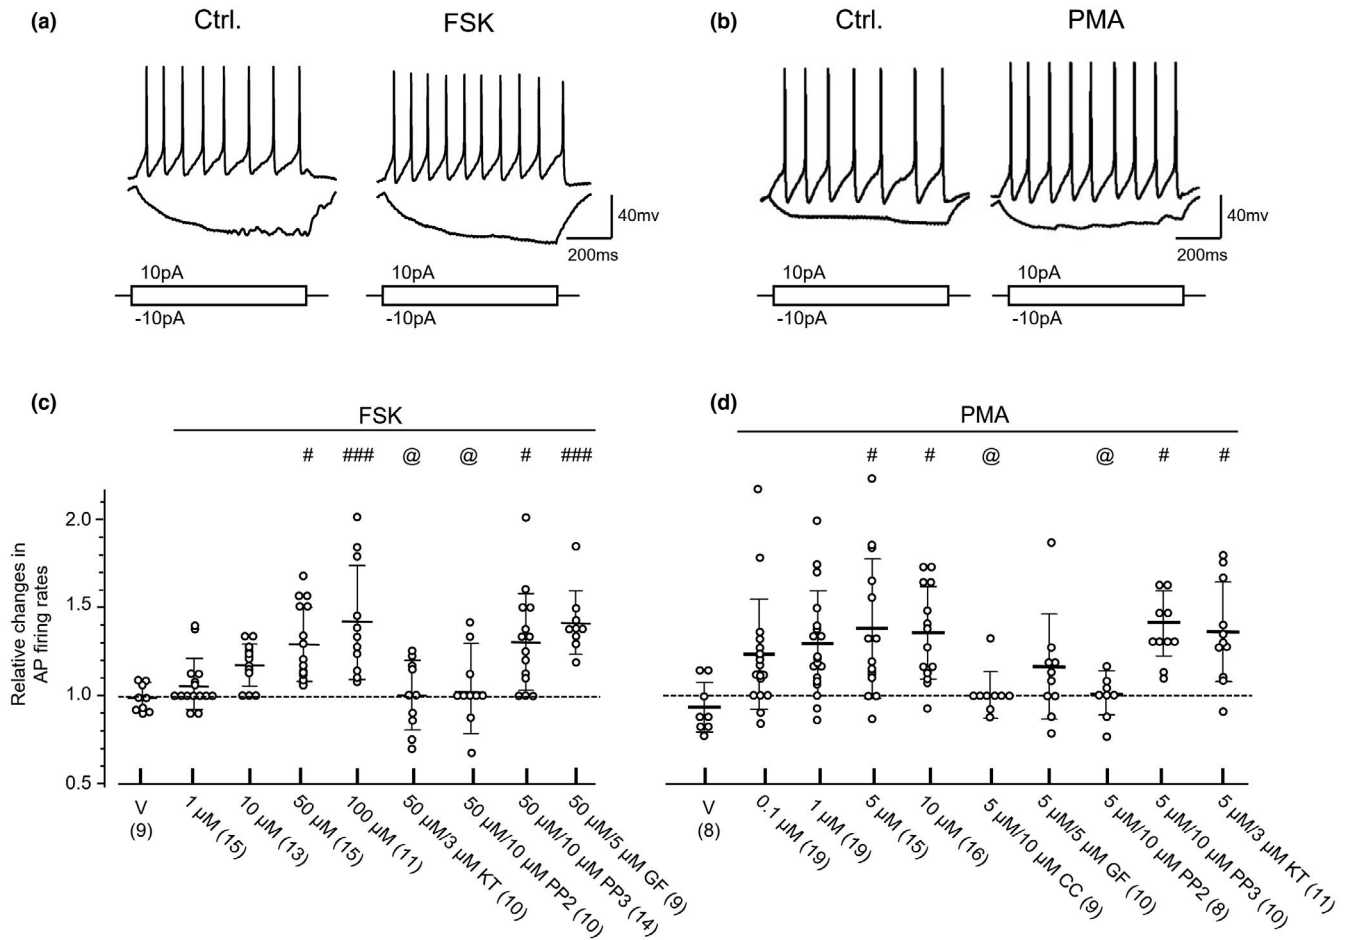 (a)
Ctrl.
FSK
40mv
200ms
10pA
-10pA
10pA
-10pA
(b)
Ctrl.
PMA
40mv
200ms
10pA
-10pA
10pA
-10pA
(c)
FSK
# ### @ @ # ###
Relative changes in
AP firing rates
2.0
1.5
1.0
0.5
V
(9)
1 µM (15)
10 µM (13)
50 µM (15)
100 µM (11)
50 µM/3 µM KT (10)
50 µM/10 µM PP2 (10)
50 µM/10 µM PP3 (14)
50 µM/5 µM GF (9)
(d)
PMA
# # @ @ # #
V
(8)
0.1 µM (19)
1 µM (19)
5 µM (15)
10 µM (16)
5 µM/10 µM CC (9)
5 µM/5 µM GF (10)
5 µM/10 µM PP2 (8)
5 µM/10 µM PP3 (10)
5 µM/3 µM KT (11)